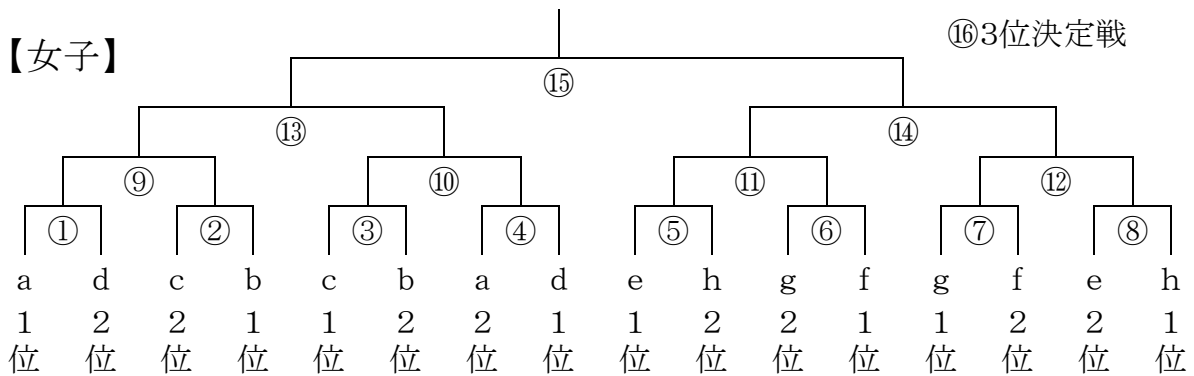 ⑯3位決定戦
【女子】
⑮
⑬ ⑭
⑨ ⑩ ⑪ ⑫
① ② ③ ④ ⑤ ⑥ ⑦ ⑧
a d c b c b a d e h g f g f e h
1 2 2 1 1 2 2 1 1 2 2 1 1 2 2 1
位 位 位 位 位 位 位 位 位 位 位 位 位 位 位 位